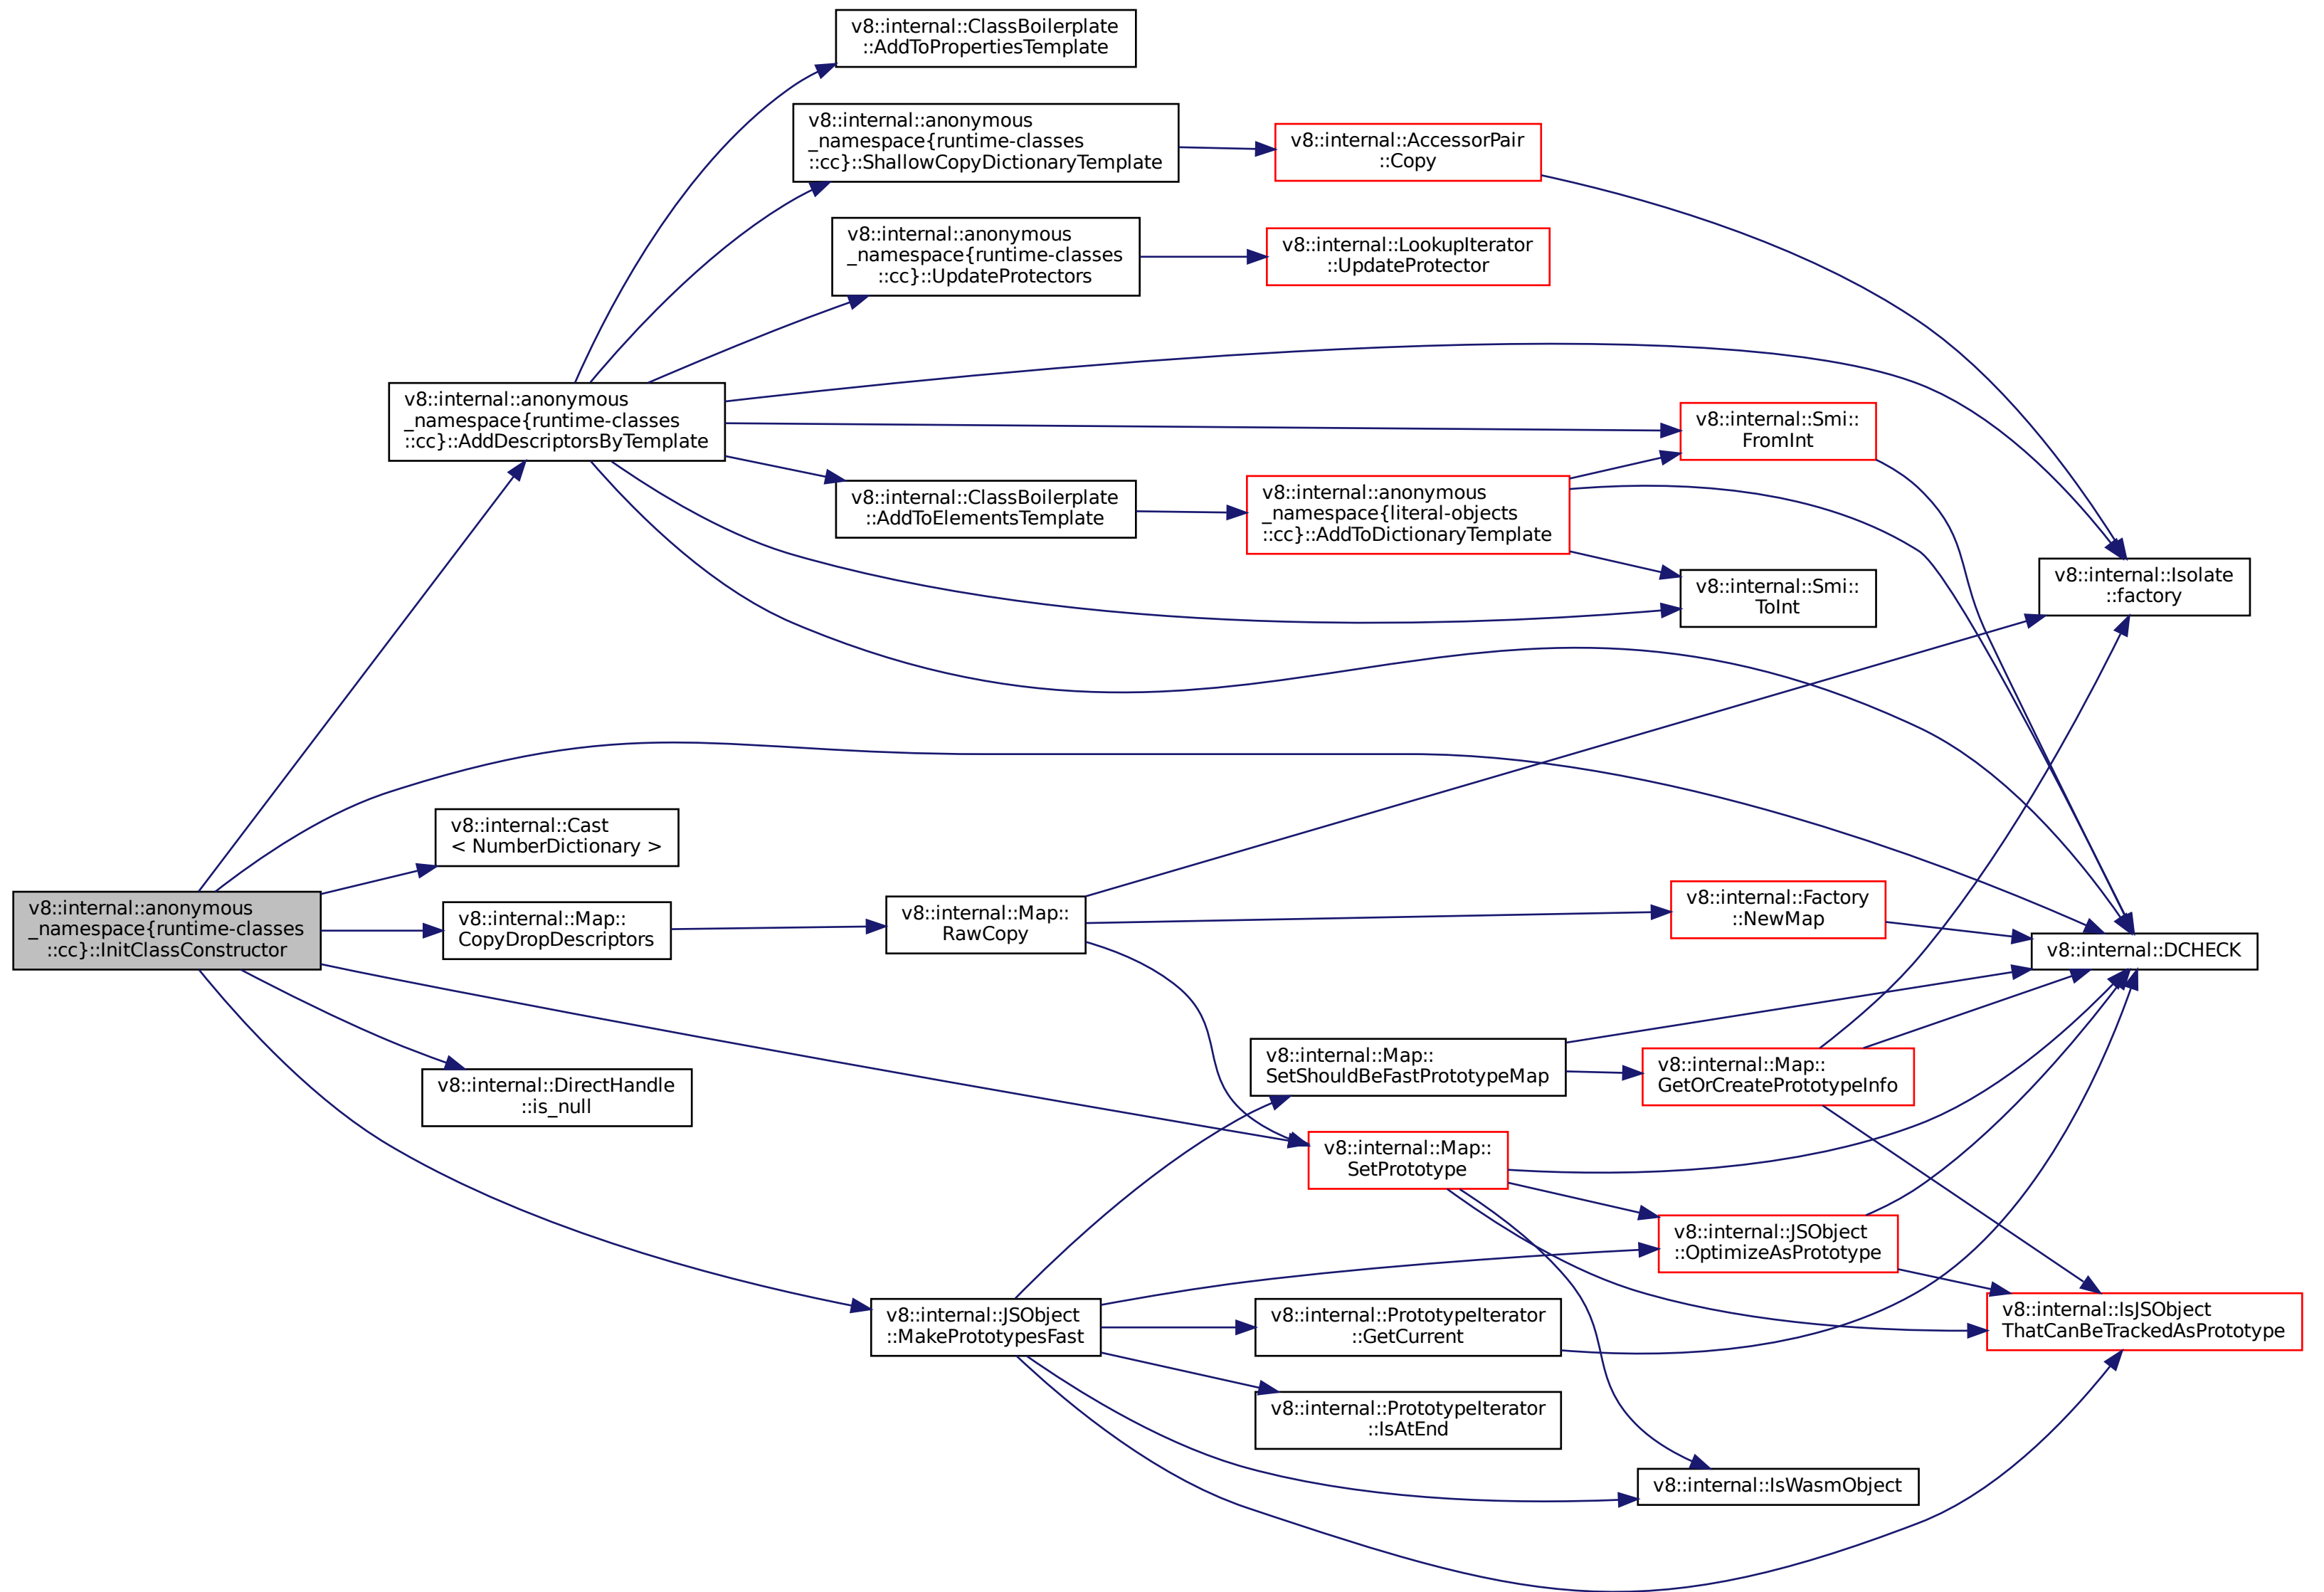 v8::internal::ClassBoilerplate
::AddToPropertiesTemplate
v8::internal::anonymous
_namespace{runtime-classes
::cc}::ShallowCopyDictionaryTemplate
v8::internal::AccessorPair
::Copy
v8::internal::anonymous
_namespace{runtime-classes
::cc}::UpdateProtectors
v8::internal::LookupIterator
::UpdateProtector
v8::internal::anonymous
_namespace{runtime-classes
::cc}::AddDescriptorsByTemplate
v8::internal::Smi::
FromInt
v8::internal::ClassBoilerplate
::AddToElementsTemplate
v8::internal::anonymous
_namespace{literal-objects
::cc}::AddToDictionaryTemplate
v8::internal::Smi::
ToInt
v8::internal::Isolate
::factory
v8::internal::Cast
< NumberDictionary >
v8::internal::anonymous
_namespace{runtime-classes
::cc}::InitClassConstructor
v8::internal::Map::
CopyDropDescriptors
v8::internal::Map::
RawCopy
v8::internal::Factory
::NewMap
v8::internal::DCHECK
v8::internal::DirectHandle
::is_null
v8::internal::Map::
SetShouldBeFastPrototypeMap
v8::internal::Map::
GetOrCreatePrototypeInfo
v8::internal::Map::
SetPrototype
v8::internal::JSObject
::OptimizeAsPrototype
v8::internal::JSObject
::MakePrototypesFast
v8::internal::PrototypeIterator
::GetCurrent
v8::internal::IsJSObject
ThatCanBeTrackedAsPrototype
v8::internal::PrototypeIterator
::IsAtEnd
v8::internal::IsWasmObject